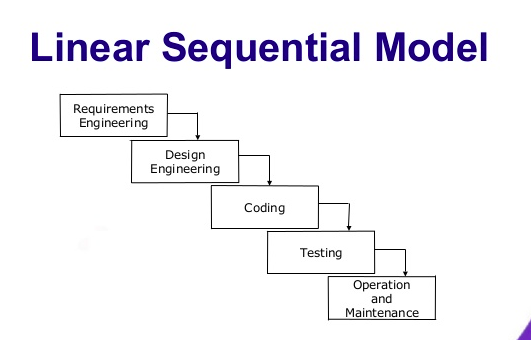 Linear Sequential Model
Requirements
Engineering
Design
Engineering
Coding
Testing
Operation
and
Maintenance